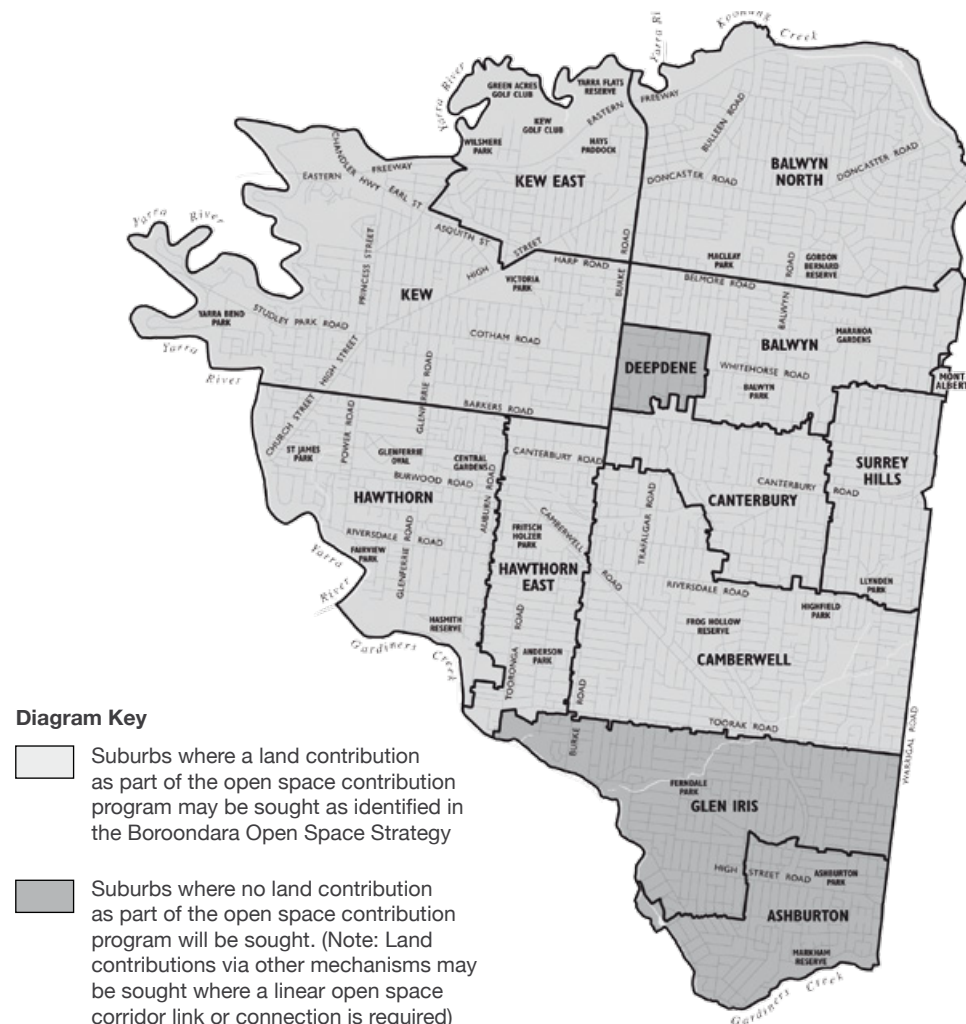 Koonung
Creek
Yarra Ri
Yarra River
GREEN ACRES
GOLF CLUB
YARRA FLATS
RESERVE
KEW
GOLF CLUB
EASTERN FREEWAY
BULLEEN ROAD
WILSMERE
PARK
HAYS
PADDOCK
KEW EAST
BALWYN
NORTH
DONCASTER ROAD
DONCASTER ROAD
CHANDLER HWY
EASTERN FREEWAY
EARL ST
ASQUITH ST
HIGH STREET
HARP ROAD
BURKE ROAD
Yarra River
PRINCESS STREET
KEW
VICTORIA
PARK
MACLEAY
PARK
GORDON
BERNARD
RESERVE
BELMORE ROAD
BALWYN ROAD
YARRA BEND
PARK
STUDLEY PARK ROAD
COTHAM ROAD
HIGH STREET
BALWYN
MARANOA
GARDENS
DEEPDENE
WHITEHORSE ROAD
BALWYN
PARK
MONT
ALBERT
Yarra
River
GLENFERRIE ROAD
BARKERS ROAD
CHURCH STREET
POWER ROAD
ST JAMES
PARK
GLENFERRIE
OVAL
CENTRAL
GARDENS
BURWOOD ROAD
HAWTHORN
AUBURN ROAD
CANTERBURY ROAD
CAMBERWELL ROAD
FRITSCH
HOLZER
PARK
HAWTHORN
EAST
TRAFALGAR ROAD
CANTERBURY
CANTERBURY ROAD
SURREY
HILLS
RIVERSDALE ROAD
FAIRVIEW
PARK
GLENFERRIE ROAD
Yarra
River
HASMITH
RESERVE
Gardiners Creek
TOORONGA ROAD
ANDERSON
PARK
BURKE ROAD
RIVERSDALE ROAD
FROG HOLLOW
RESERVE
HIGHFIELD
PARK
LLYNDEN
PARK
CAMBERWELL
TOORAK ROAD
WARRIGAL ROAD
FERNDALE
PARK
GLEN IRIS
HIGH STREET ROAD
ASHBURTON
PARK
ASHBURTON
MARKHAM
RESERVE
Gardiners Creek
Diagram Key
Suburbs where a land contribution
as part of the open space contribution
program may be sought as identified in
the Boroondara Open Space Strategy
Suburbs where no land contribution
as part of the open space contribution
program will be sought. (Note: Land
contributions via other mechanisms may
be sought where a linear open space
corridor link or connection is required)